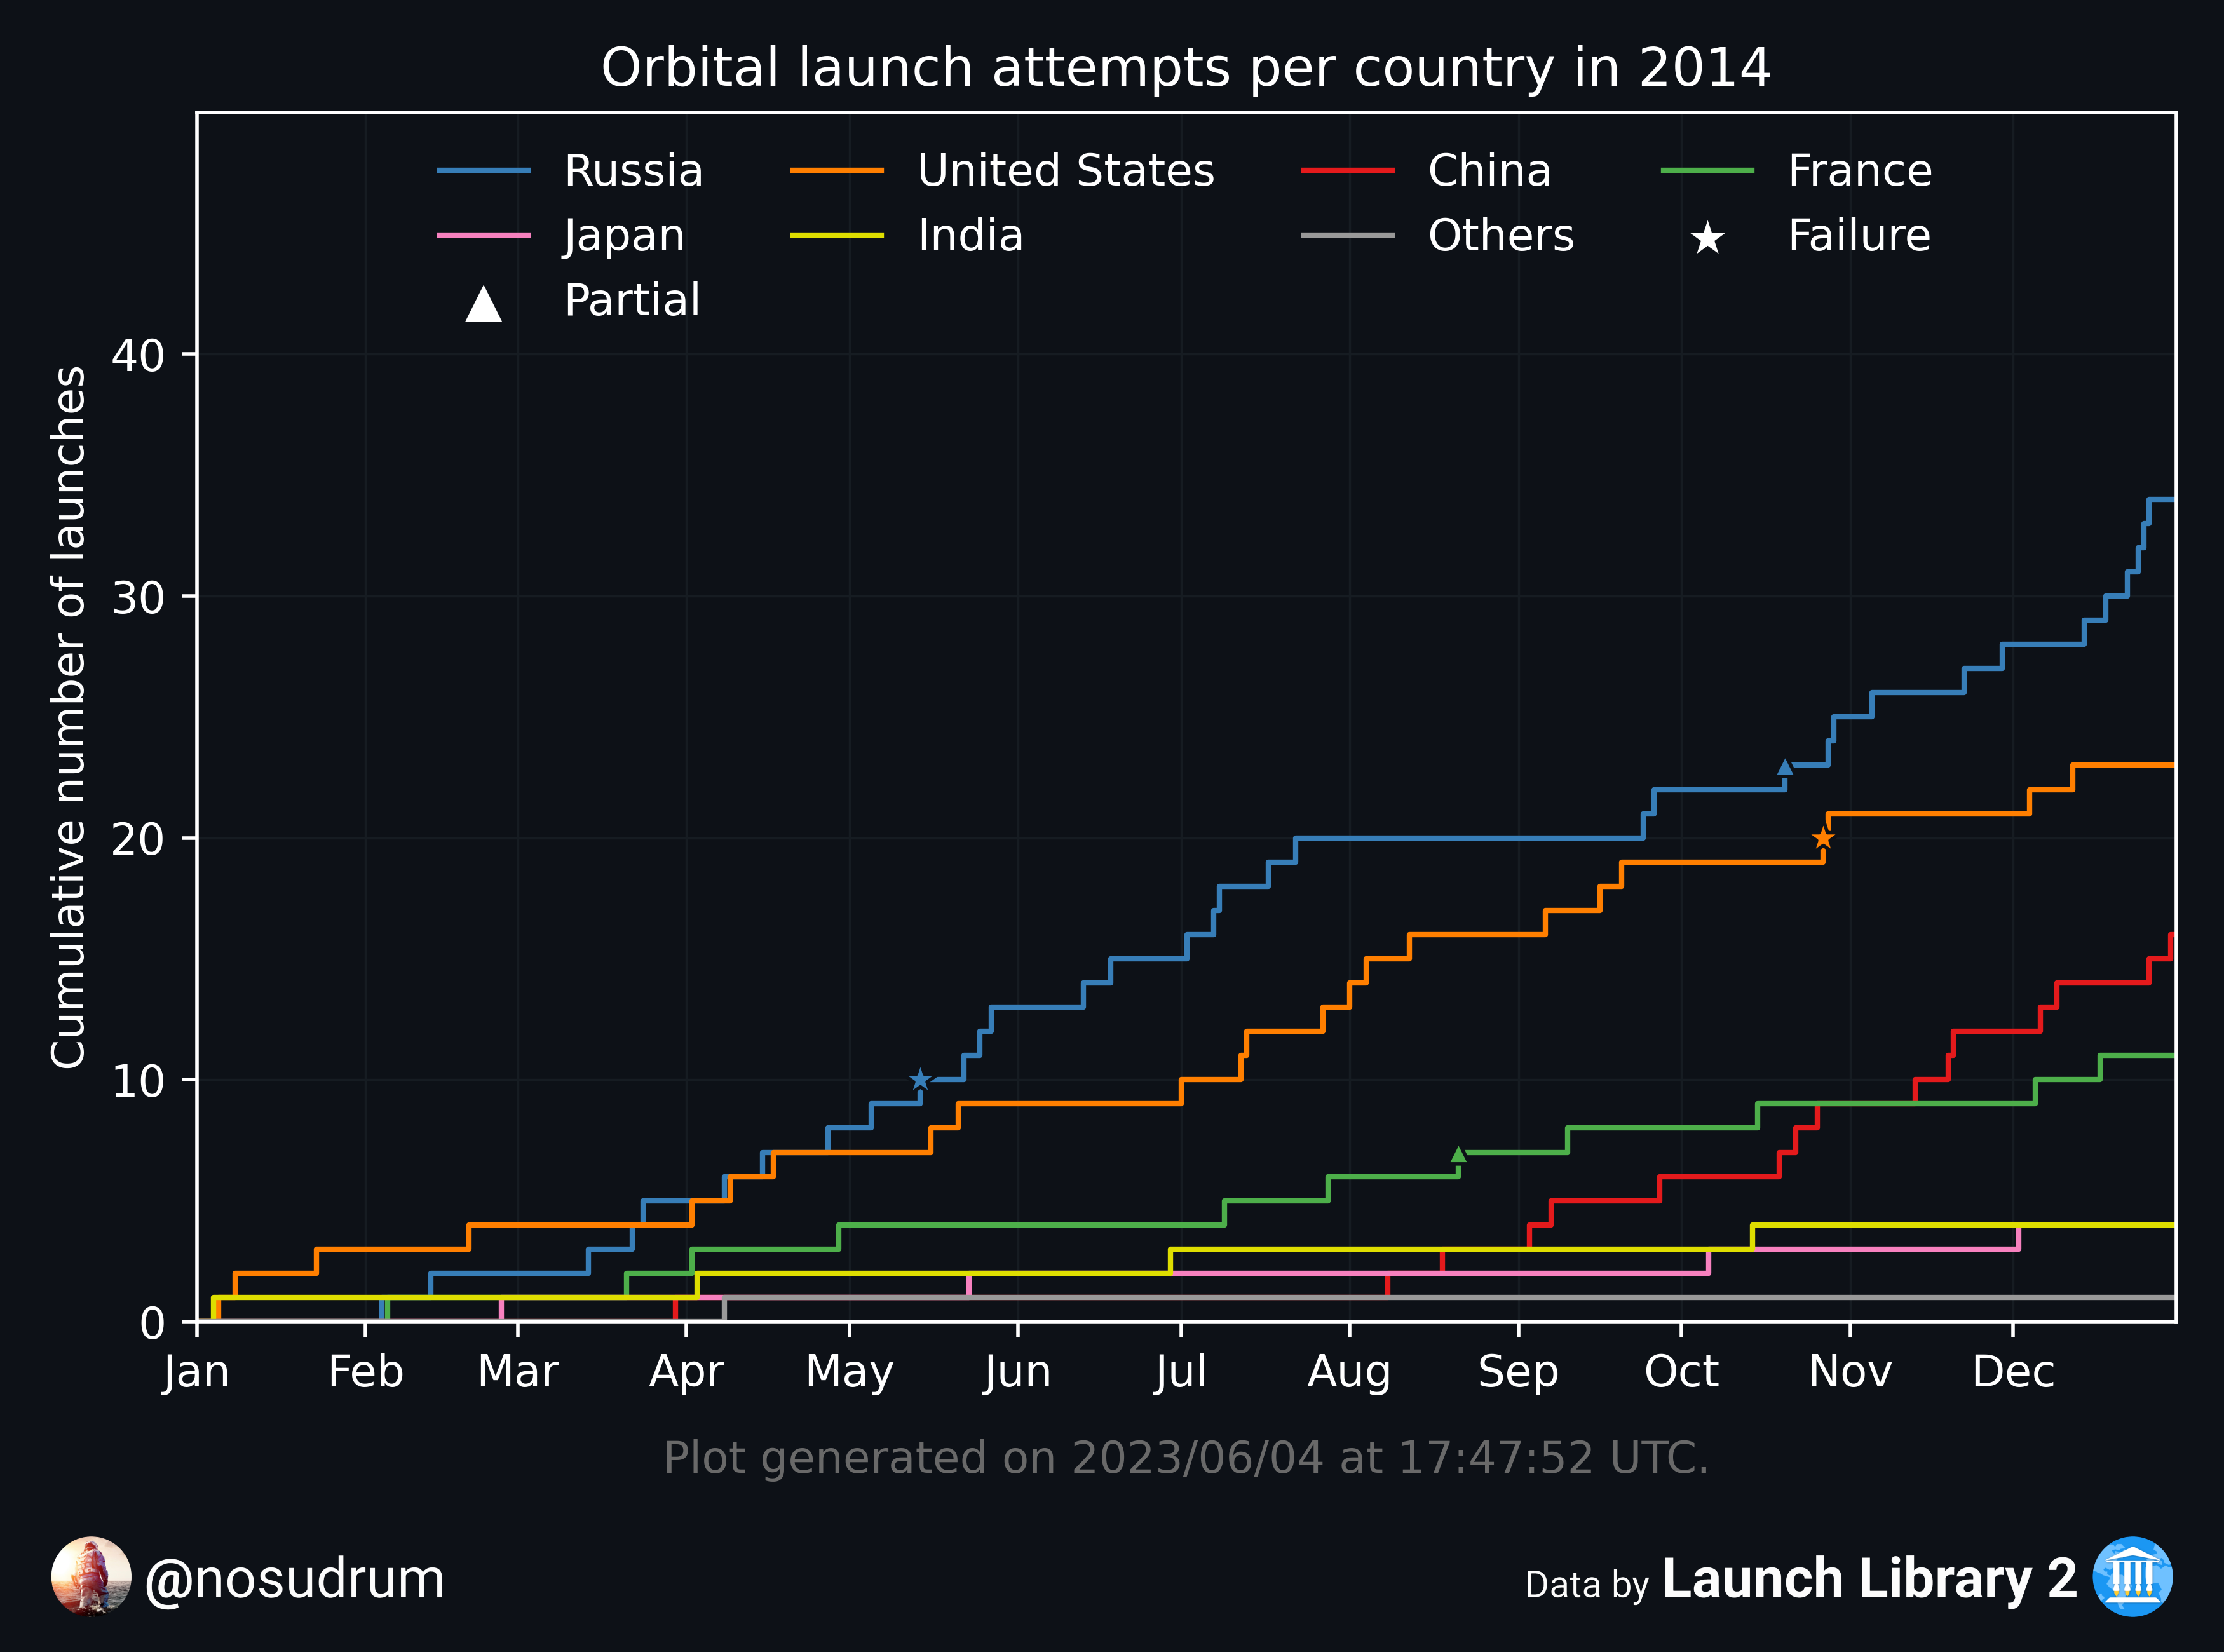 Orbital launch attempts per country in 2014
Russia United States China France
Japan India Others Failure
Partial
Cumulative number of launches
40
30
20
10
0
Jan Feb Mar Apr May Jun Jul Aug Sep Oct Nov Dec
Plot generated on 2023/06/04 at 17:47:52 UTC.
@nosudrum
Data by Launch Library 2